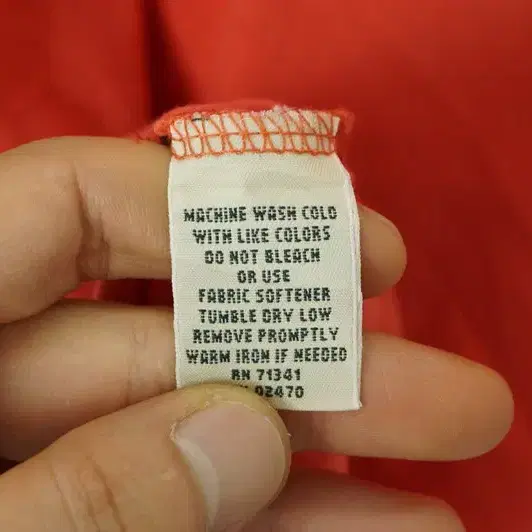 MACHINE WASH COLD
WITH LIKE COLORS
DO NOT BLEACH
OR USE
FABRIC SOFTENER
TUMBLE DRY LOW
REMOVE PROMPTLY
WARM IRON IF NEEDED
RN 71341
02470